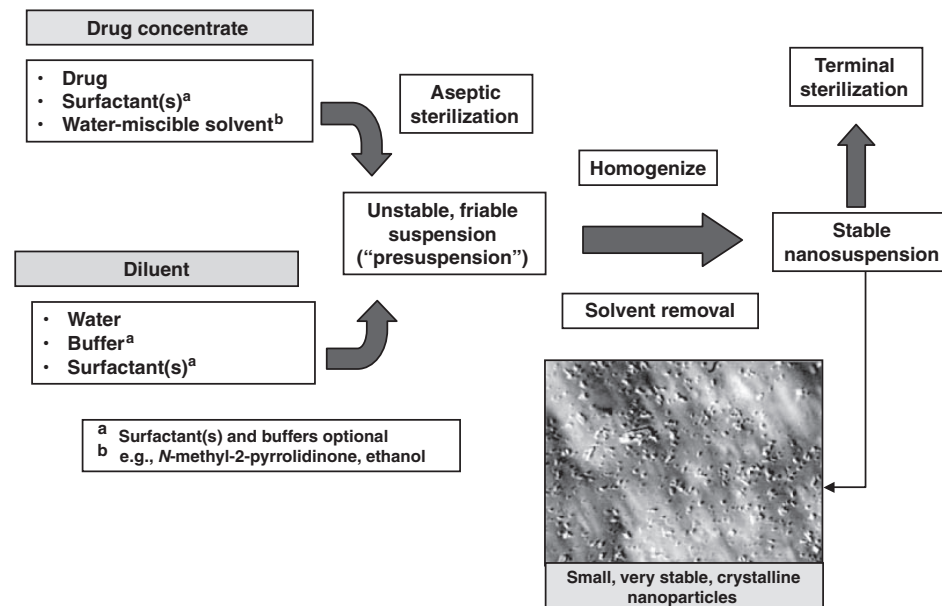 Drug concentrate
· Drug
· Surfactant(s)ᵃ
· Water-miscible solventᵇ
Aseptic
sterilization
Terminal
sterilization
Homogenize
Unstable, friable
suspension
(“presuspension”)
Stable
nanosuspension
Diluent
· Water
· Bufferᵃ
· Surfactant(s)ᵃ
Solvent removal
ᵃ Surfactant(s) and buffers optional
ᵇ e.g., N-methyl-2-pyrrolidinone, ethanol
Small, very stable, crystalline
nanoparticles